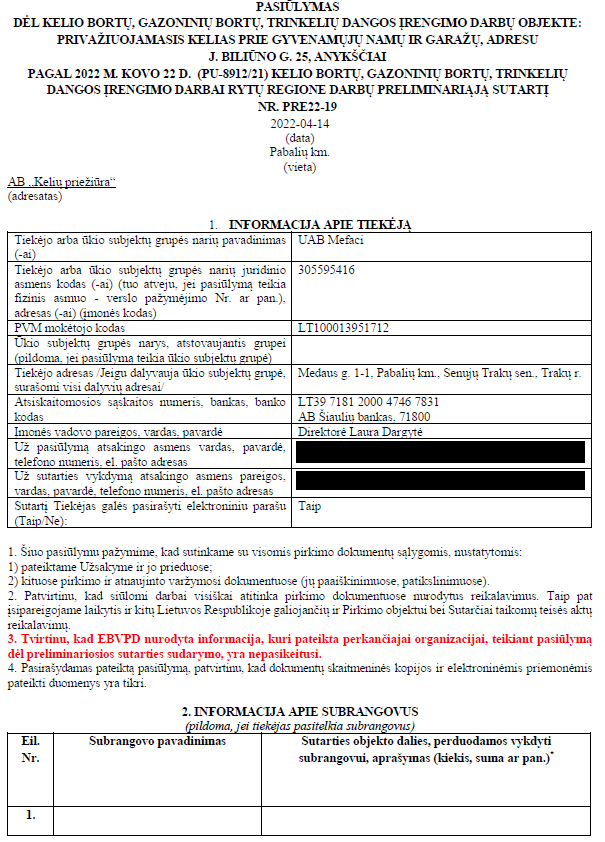 PASIŪLYMAS
DĖL KELIO BORTŲ, GAZONINIŲ BORTŲ, TRINKELIŲ DANGOS ĮRENGIMO DARBŲ OBJEKTE:
PRIVAŽIUOJAMASIS KELIAS PRIE GYVENAMŲJŲ NAMŲ IR GARAŽŲ, ADRESU
J. BILIŪNO G. 25, ANYKŠČIAI
PAGAL 2022 M. KOVO 22 D. (PU-8912/21) KELIO BORTŲ, GAZONINIŲ BORTŲ, TRINKELIŲ
DANGOS ĮRENGIMO DARBAI RYTŲ REGIONE DARBŲ PRELIMINARIĄJĄ SUTARTĮ
NR. PRE22-19
2022-04-14
(data)
Pabalių km.
(vieta)
AB „Kelių priežiūra“
(adresatas)
1. INFORMACIJA APIE TIEKĖJĄ
Tiekėjo arba ūkio subjektų grupės narių pavadinimas
(-ai)
UAB Mefaci
Tiekėjo arba ūkio subjektų grupės narių juridinio
asmens kodas (-ai) (tuo atveju, jei pasiūlymą teikia
fizinis asmuo - verslo pažymėjimo Nr. ar pan.),
adresas (-ai) (įmonės kodas)
305595416
PVM mokėtojo kodas
LT100013951712
Ūkio subjektų grupės narys, atstovaujantis grupei
(pildoma, jei pasiūlymą teikia ūkio subjektų grupė)
Tiekėjo adresas /Jeigu dalyvauja ūkio subjektų grupė,
surašomi visi dalyvių adresai/
Medaus g. 1-1, Pabalių km., Senųjų Trakų sen., Trakų r.
Atsiskaitomosios sąskaitos numeris, bankas, banko
kodas
LT39 7181 2000 4746 7831
AB Šiaulių bankas, 71800
Įmonės vadovo pareigos, vardas, pavardė
Direktorė Laura Dargytė
Už pasiūlymą atsakingo asmens vardas, pavardė,
telefono numeris, el. pašto adresas
Už sutarties vykdymą atsakingo asmens pareigos,
vardas, pavardė, telefono numeris, el. pašto adresas
Sutartį Tiekėjas galės pasirašyti elektroniniu parašu
(Taip/Ne):
Taip
1. Šiuo pasiūlymu pažymime, kad sutinkame su visomis pirkimo dokumentų sąlygomis, nustatytomis:
1) pateiktame Užsakyme ir jo prieduose;
2) kituose pirkimo ir atnaujinto varžymosi dokumentuose (jų paaiškinimuose, patikslinimuose).
2. Patvirtinu, kad siūlomi darbai visiškai atitinka pirkimo dokumentuose nurodytus reikalavimus. Taip pat
įsipareigojame laikytis ir kitų Lietuvos Respublikoje galiojančių ir Pirkimo objektui bei Sutarčiai taikomų teisės aktų
reikalavimų.
3. Tvirtinu, kad EBVPD nurodyta informacija, kuri pateikta perkančiajai organizacijai, teikiant pasiūlymą
dėl preliminariosios sutarties sudarymo, yra nepasikeitusi.
4. Pasirašydamas pateiktą pasiūlymą, patvirtinu, kad dokumentų skaitmeninės kopijos ir elektroninėmis priemonėmis
pateikti duomenys yra tikri.
2. INFORMACIJA APIE SUBRANGOVUS
(pildoma, jei tiekėjas pasitelkia subrangovus)
Eil.
Nr.
Subrangovo pavadinimas
Sutarties objekto dalies, perduodamos vykdyti
subrangovui, aprašymas (kiekis, suma ar pan.)*
1.